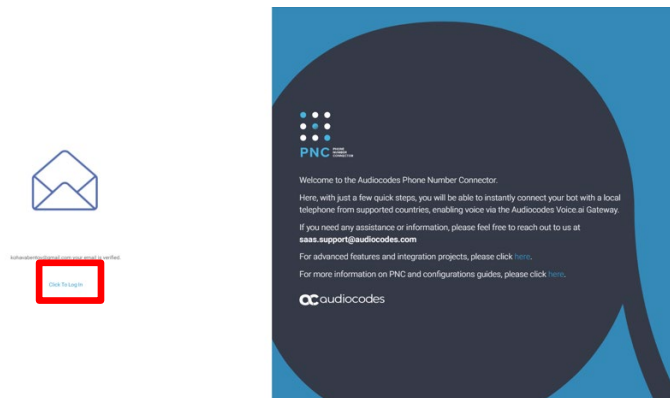 your email is verified.
Click To Log In
PNC PHONE NUMBER CONNECTOR
Welcome to the Audiocodes Phone Number Connector.
Here, with just a few quick steps, you will be able to instantly connect your bot with a local
telephone from supported countries, enabling voice via the Audiocodes Voice.ai Gateway.
If you need any assistance or information, please feel free to reach out to us at
saas.support@audiocodes.com
For advanced features and integration projects, please click here.
For more information on PNC and configurations guides, please click here.
audiocodes